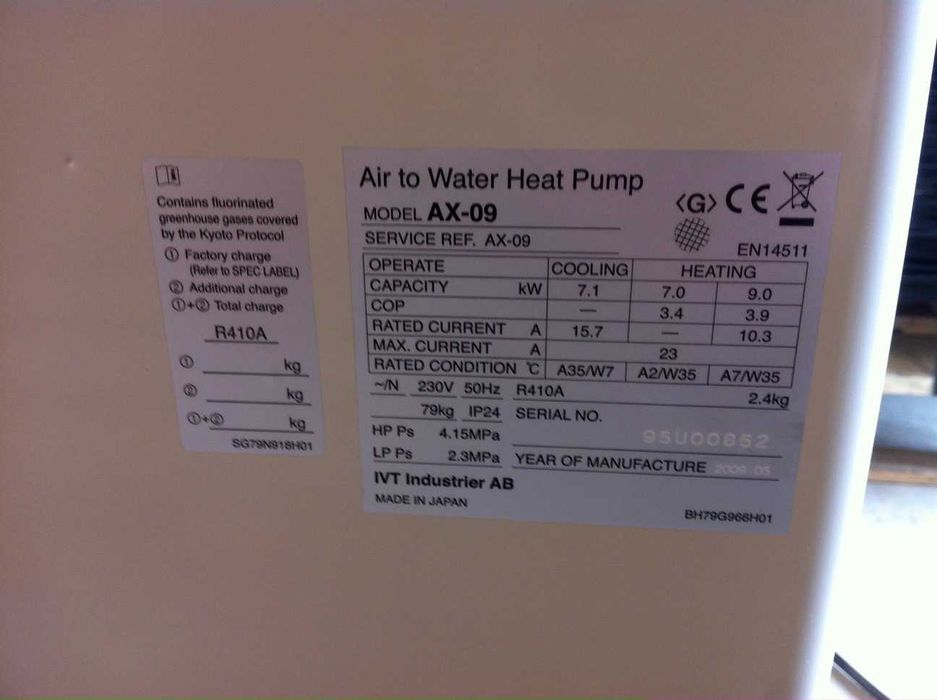 Contains fluorinated
greenhouse gases covered
by the Kyoto Protocol
① Factory charge
(Refer to SPEC LABEL)
② Additional charge
①+② Total charge
R410A
① kg
② kg
①+② kg
SG79N918H01
Air to Water Heat Pump
MODEL AX-09
SERVICE REF. AX-09
<G> CE
EN14511
OPERATE COOLING HEATING
CAPACITY kW 7.1 7.0 9.0
COP — 3.4 3.9
RATED CURRENT A 15.7 — 10.3
MAX. CURRENT A 23
RATED CONDITION °C A35/W7 A2/W35 A7/W35
~/N 230V 50Hz R410A 2.4kg
79kg IP24 SERIAL NO.
95U00852
HP Ps 4.15MPa
LP Ps 2.3MPa YEAR OF MANUFACTURE 2009.05
IVT Industrier AB
MADE IN JAPAN
BH79G966H01